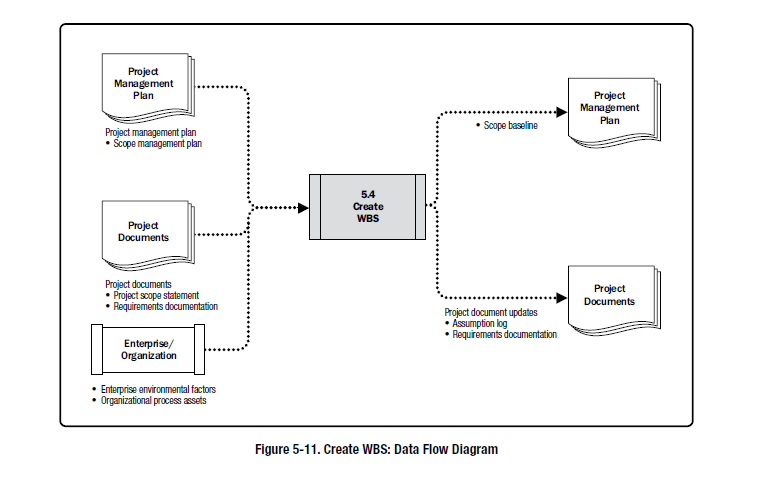 Project
Management
Plan
Project management plan
• Scope management plan
Project
Documents
Project documents
• Project scope statement
• Requirements documentation
Enterprise/
Organization
• Enterprise environmental factors
• Organizational process assets
5.4
Create
WBS
• Scope baseline
Project
Management
Plan
Project document updates
• Assumption log
• Requirements documentation
Project
Documents
Figure 5-11. Create WBS: Data Flow Diagram